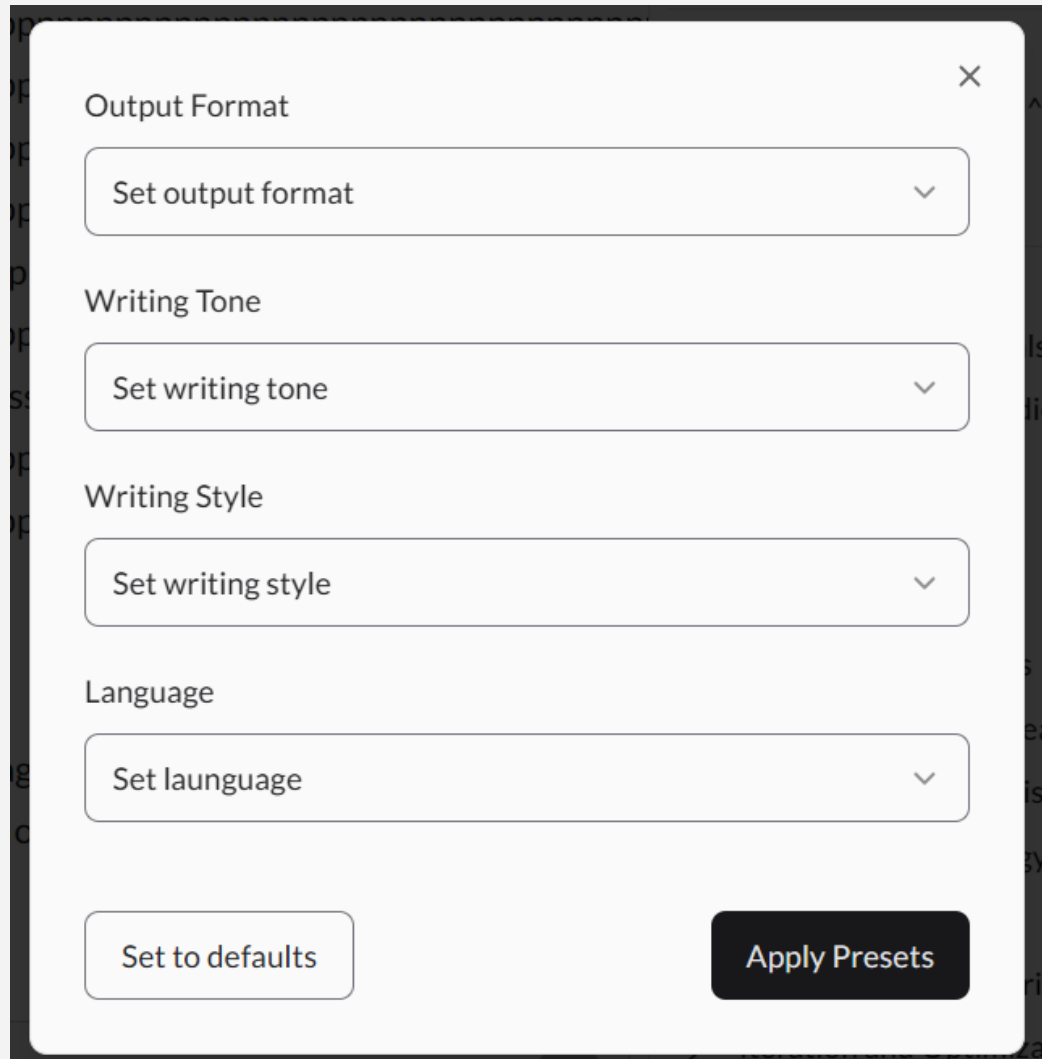 Output Format
Set output format
Writing Tone
Set writing tone
Writing Style
Set writing style
Language
Set launguage
Set to defaults
Apply Presets